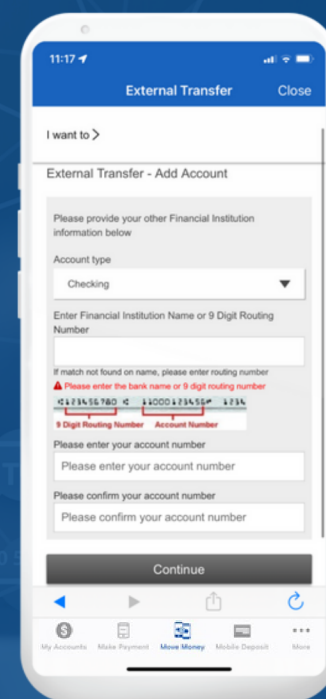 11:17
External Transfer
Close
I want to >
External Transfer - Add Account
Please provide your other Financial Institution
information below
Account type
Checking
Enter Financial Institution Name or 9 Digit Routing
Number
If match not found on name, please enter routing number
Please enter the bank name or 9 digit routing number
⑆123456780 ⑆ 11000123456⑈ 1234
9 Digit Routing Number
Account Number
Please enter your account number
Please enter your account number
Please confirm your account number
Please confirm your account number
Continue
My Accounts
Make Payment
Move Money
Mobile Deposit
More